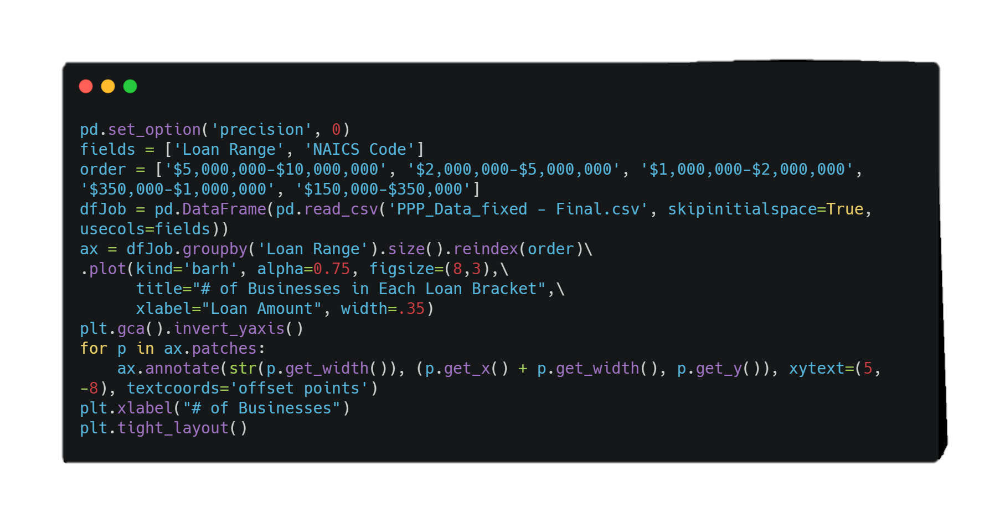 pd.set_option('precision', 0)
fields = ['Loan Range', 'NAICS Code']
order = ['$5,000,000-$10,000,000', '$2,000,000-$5,000,000', '$1,000,000-$2,000,000',
'$350,000-$1,000,000', '$150,000-$350,000']
dfJob = pd.DataFrame(pd.read_csv('PPP_Data_fixed - Final.csv', skipinitialspace=True,
usecols=fields))
ax = dfJob.groupby('Loan Range').size().reindex(order)\
.plot(kind='barh', alpha=0.75, figsize=(8,3),\
      title="# of Businesses in Each Loan Bracket",\
      xlabel="Loan Amount", width=.35)
plt.gca().invert_yaxis()
for p in ax.patches:
    ax.annotate(str(p.get_width()), (p.get_x() + p.get_width(), p.get_y()), xytext=(5,
-8), textcoords='offset points')
plt.xlabel("# of Businesses")
plt.tight_layout()